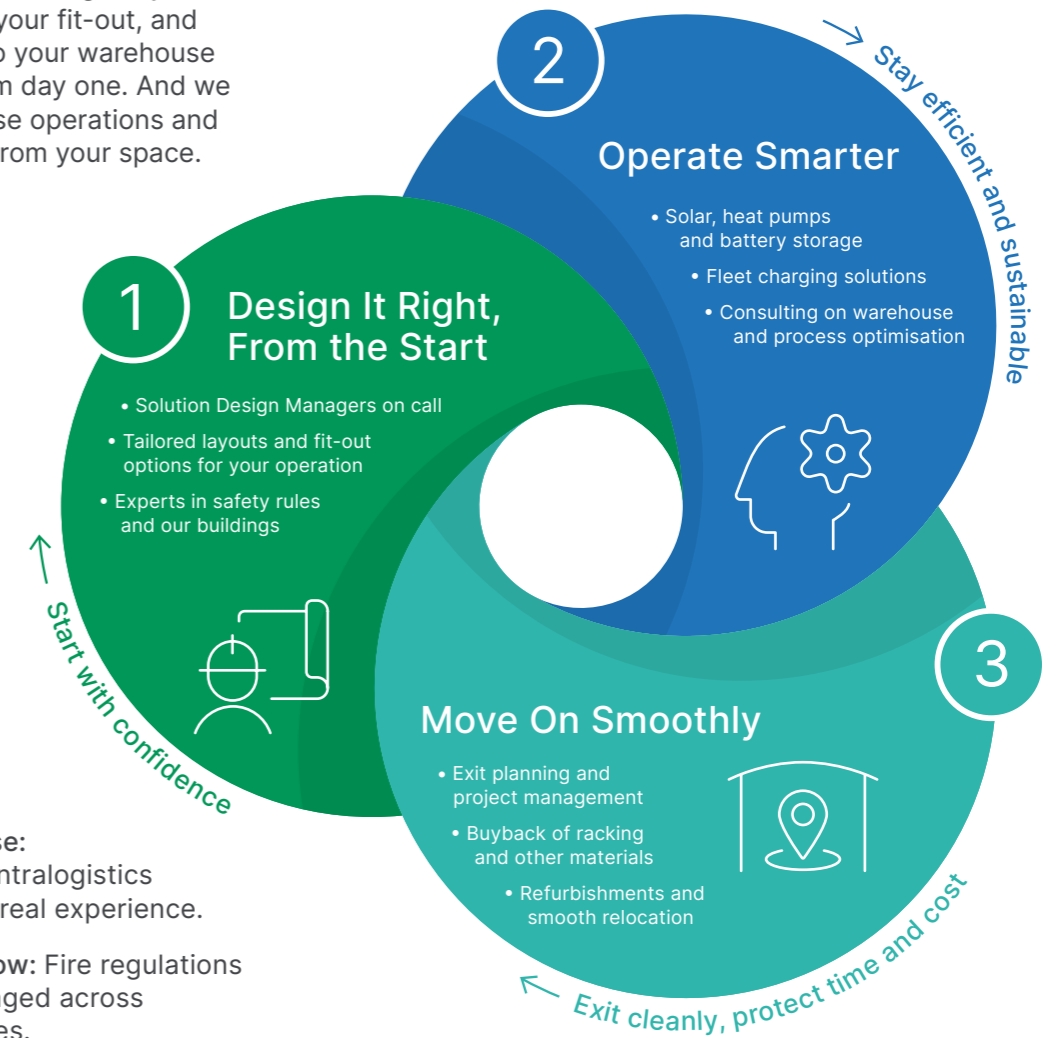 your fit-out, and
your warehouse
day one. And we
operations and
from your space.
1
Design It Right,
From the Start
• Solution Design Managers on call
• Tailored layouts and fit-out
options for your operation
• Experts in safety rules
and our buildings
Start with confidence
2
Operate Smarter
• Solar, heat pumps
and battery storage
• Fleet charging solutions
• Consulting on warehouse
and process optimisation
Stay efficient and sustainable
3
Move On Smoothly
• Exit planning and
project management
• Buyback of racking
and other materials
• Refurbishments and
smooth relocation
Exit cleanly, protect time and cost
se:
ntralogistics
real experience.
ow: Fire regulations
nged across
es.